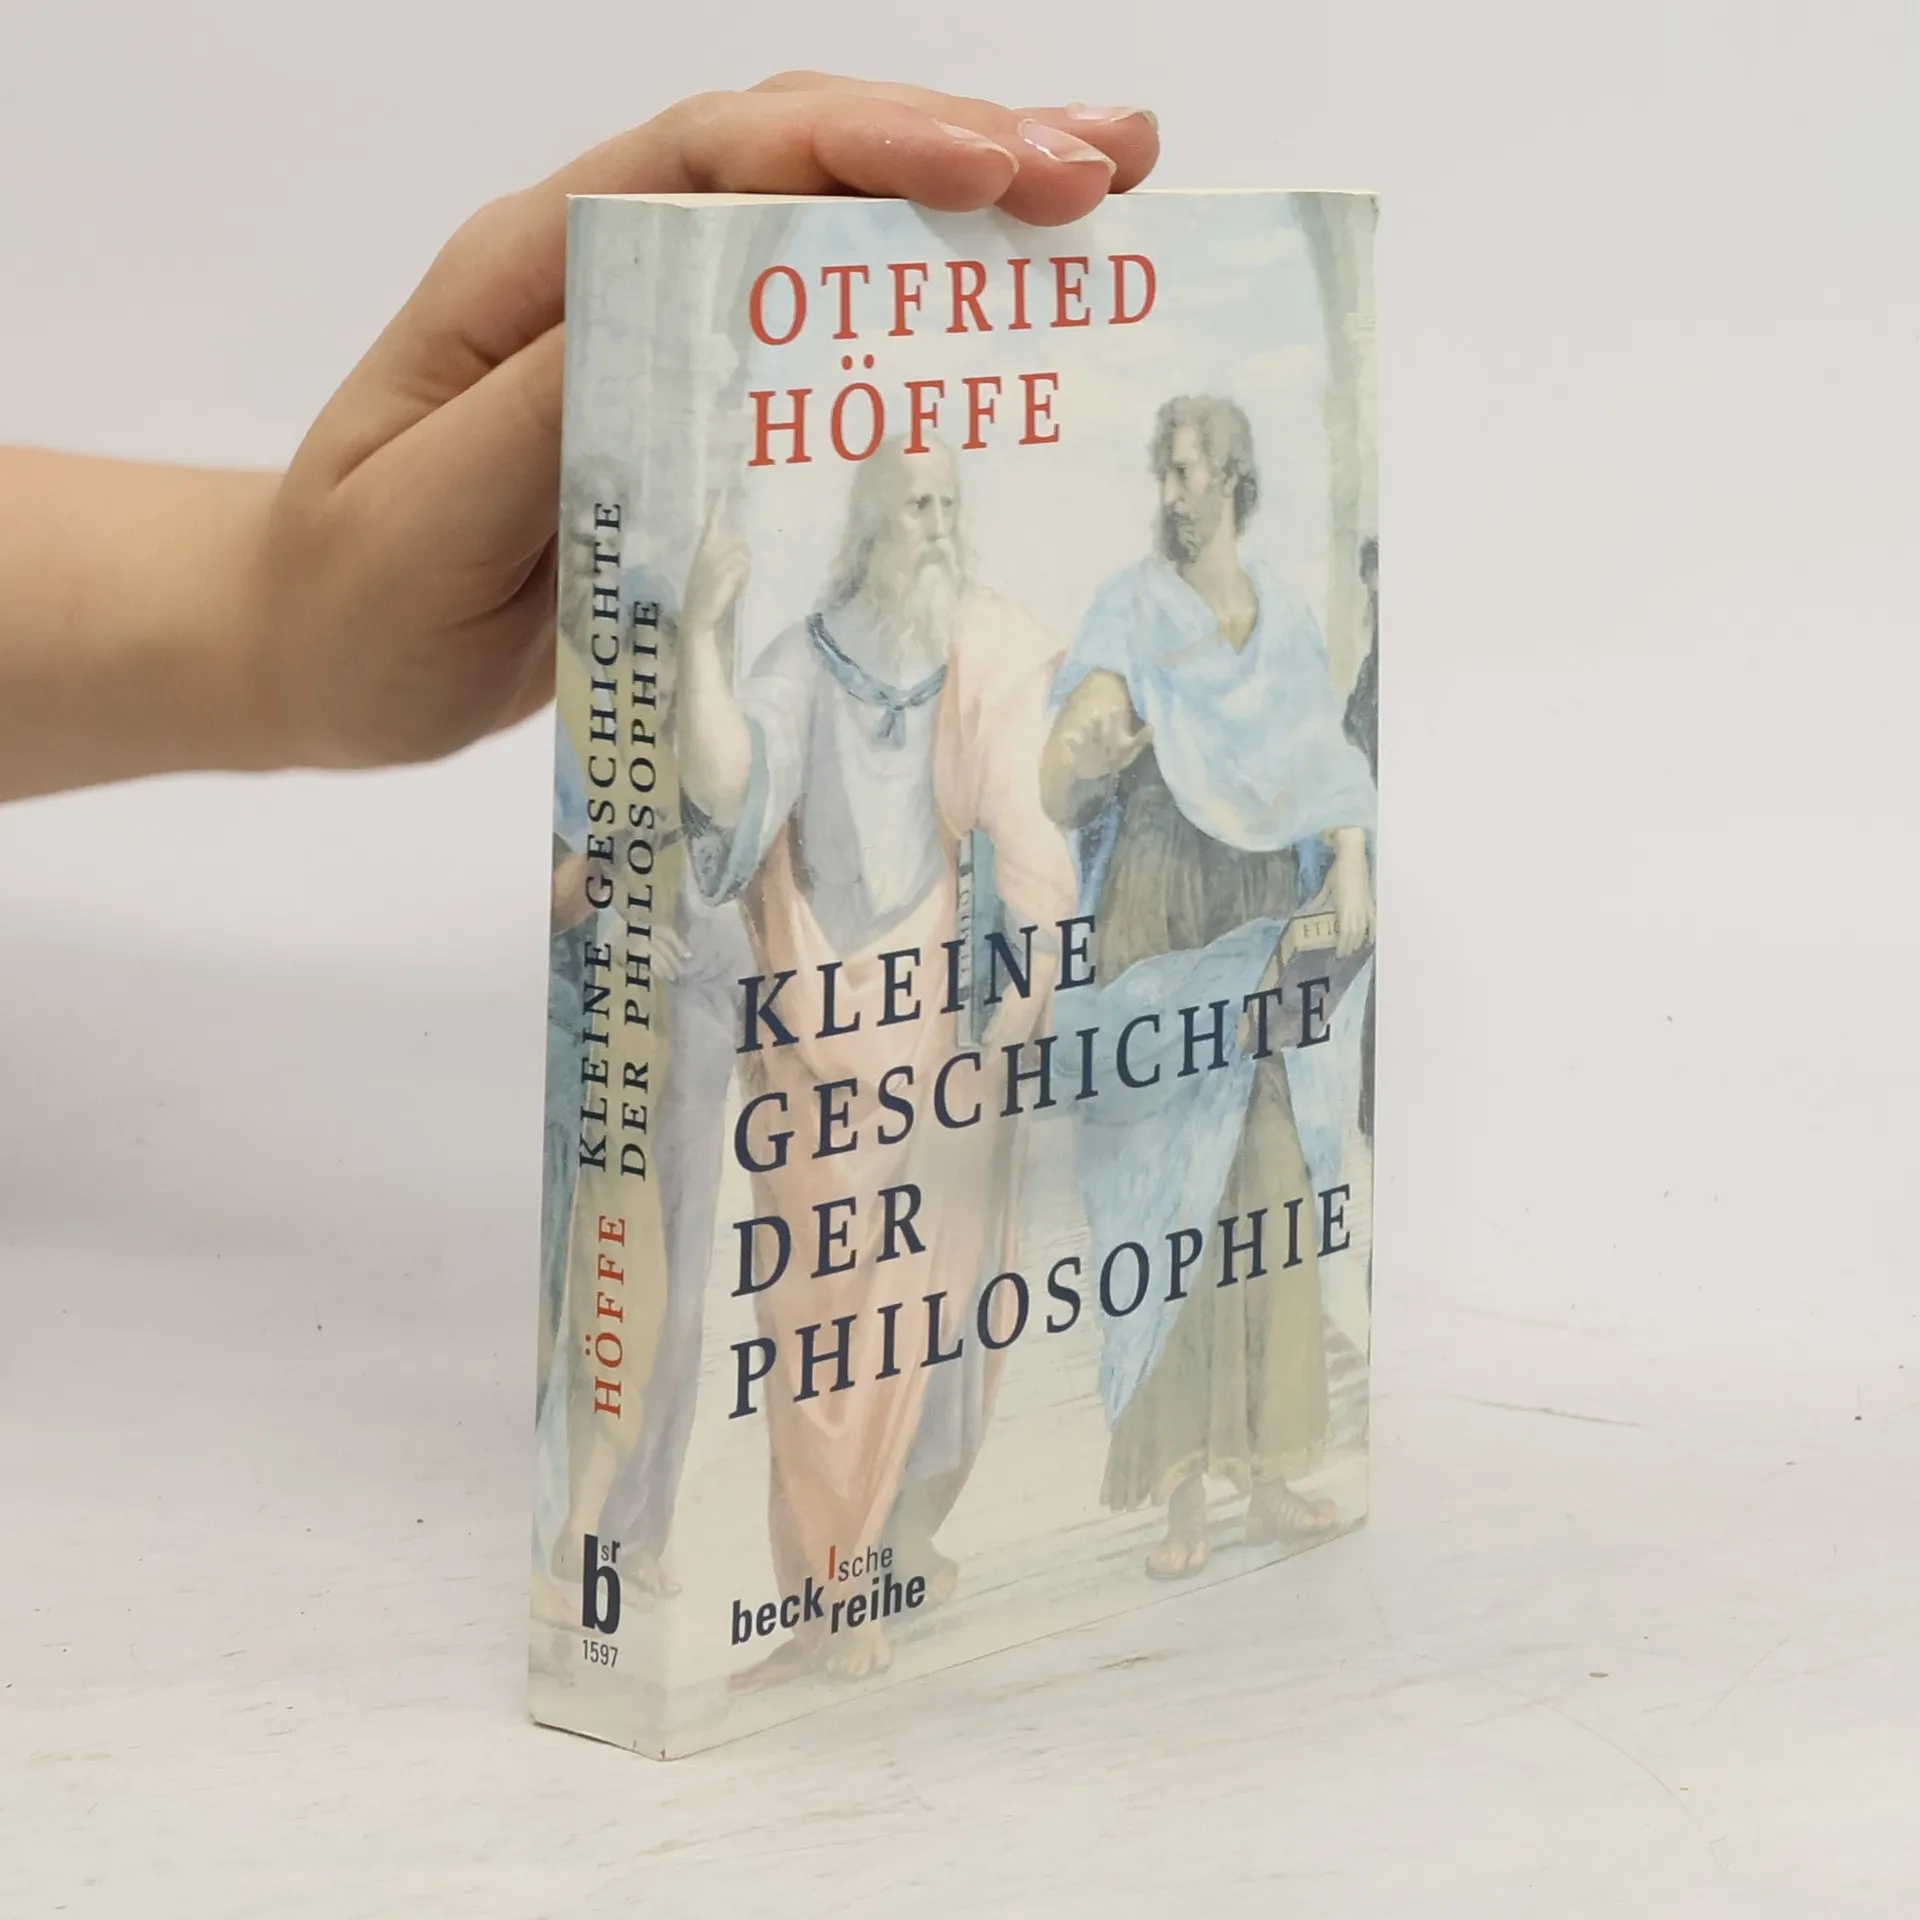 OTFRIED
HÖFFE
KLEINE
GESCHICHTE
DER
PHILOSOPHIE
beck'sche
reihe
KLEINE GESCHICHTE
DER PHILOSOPHIE
HÖFFE
bsr
1597